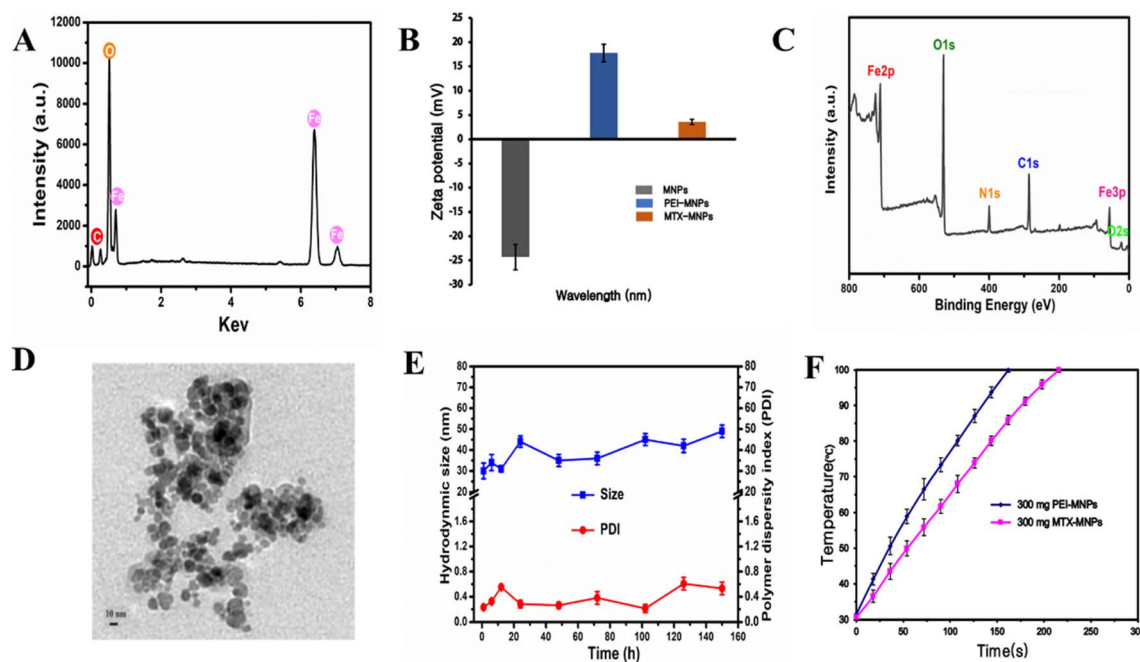 A
Intensity (a.u.)
12000
10000
8000
6000
4000
2000
0
C
O
Fe
Fe
Fe
0
2
4
6
8
Kev
B
Zeta potential (mV)
25
20
15
10
5
0
-5
-10
-15
-20
-25
-30
MNPs
PEI-MNPs
MTX-MNPs
Wavelength (nm)
C
Intensity (a.u.)
Fe2p
O1s
N1s
C1s
Fe3p
O2s
800
600
400
200
0
Binding Energy (eV)
D
10 nm
E
Hydrodynmic size (nm)
80
70
60
50
40
30
20
1.6
1.2
0.8
0.4
0.0
Size
PDI
80
70
60
50
40
30
20
1.6
1.2
0.8
0.4
0.0
Polymer dispersity index (PDI)
0
20
40
60
80
100
120
140
160
Time (h)
F
Temperature(ºC)
100
90
80
70
60
50
40
30
300 mg PEI-MNPs
300 mg MTX-MNPs
0
50
100
150
200
250
Time(s)